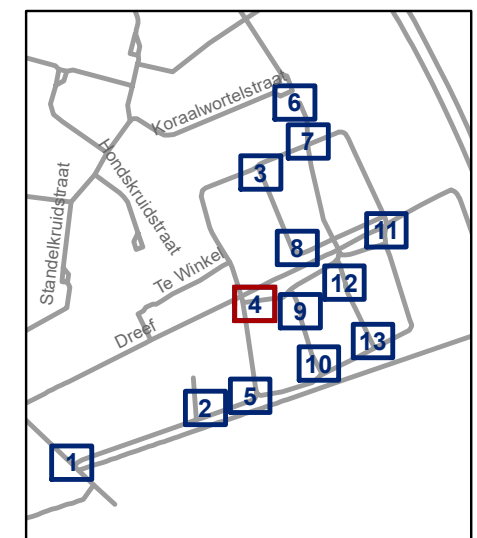 6
Koraalwortelstraat
7
Hondskruidstraat
3
Standelkruidstraat
11
8
Te Winkel
12
4
9
Dreef
13
10
5
2
1